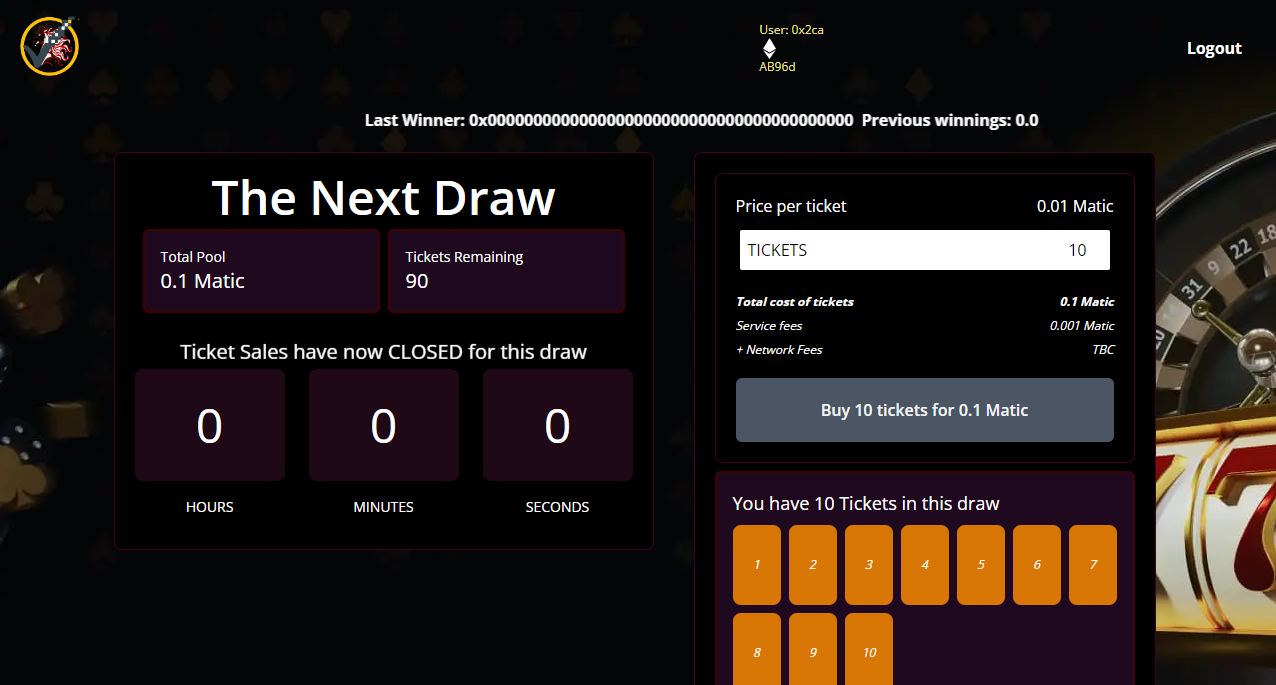 User: 0x2ca
AB96d
Logout
Last Winner: 0x0000000000000000000000000000000000000000 Previous winnings: 0.0
The Next Draw
Total Pool
0.1 Matic
Tickets Remaining
90
Ticket Sales have now CLOSED for this draw
0 0 0
HOURS MINUTES SECONDS
Price per ticket 0.01 Matic
TICKETS 10
Total cost of tickets 0.1 Matic
Service fees 0.001 Matic
+ Network Fees TBC
Buy 10 tickets for 0.1 Matic
You have 10 Tickets in this draw
1 2 3 4 5 6 7
8 9 10
18
22
9
31
20